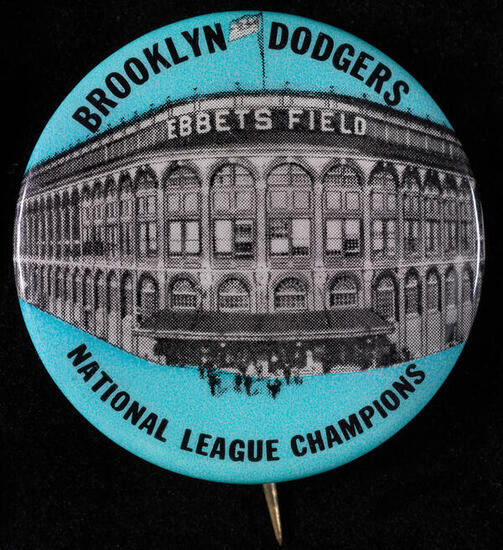 BROOKLYN DODGERS
EBBETS FIELD
NATIONAL LEAGUE CHAMPIONS